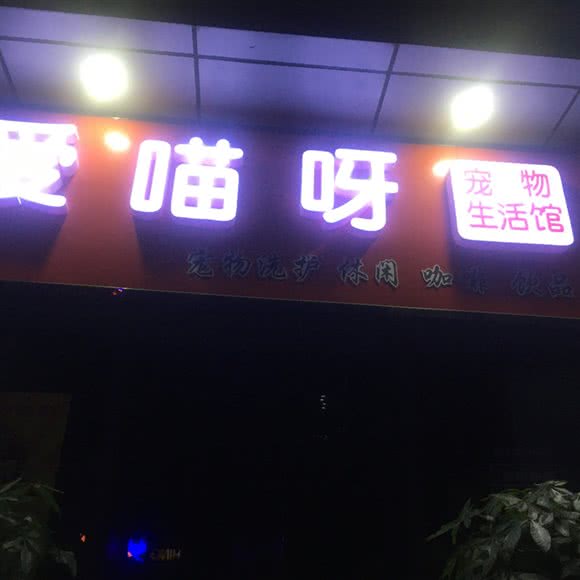 爱喵呀
宠物
生活馆
宠物洗护 休闲 咖啡 饮品